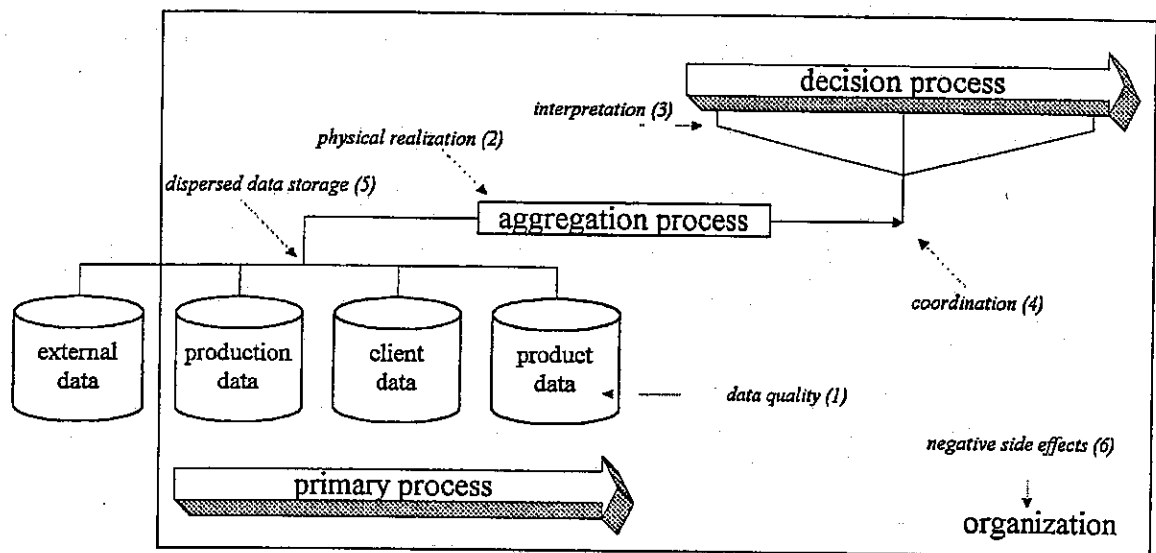 decision process
interpretation (3)
physical realization (2)
dispersed data storage (5)
aggregation process
coordination (4)
external
data
production
data
client
data
product
data
data quality (1)
negative side effects (6)
primary process
organization